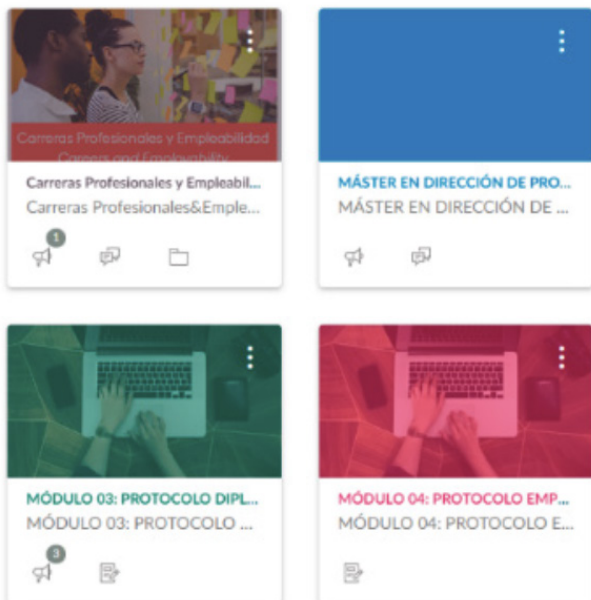 Carreras Profesionales y Empleabilidad
Careers and Employability
Carreras Profesionales y Empleabil...
Carreras Profesionales&Emple...
1
MÁSTER EN DIRECCIÓN DE PRO...
MÁSTER EN DIRECCIÓN DE ...
MÓDULO 03: PROTOCOLO DIPL...
MÓDULO 03: PROTOCOLO ...
3
MÓDULO 04: PROTOCOLO EMP...
MÓDULO 04: PROTOCOLO E...